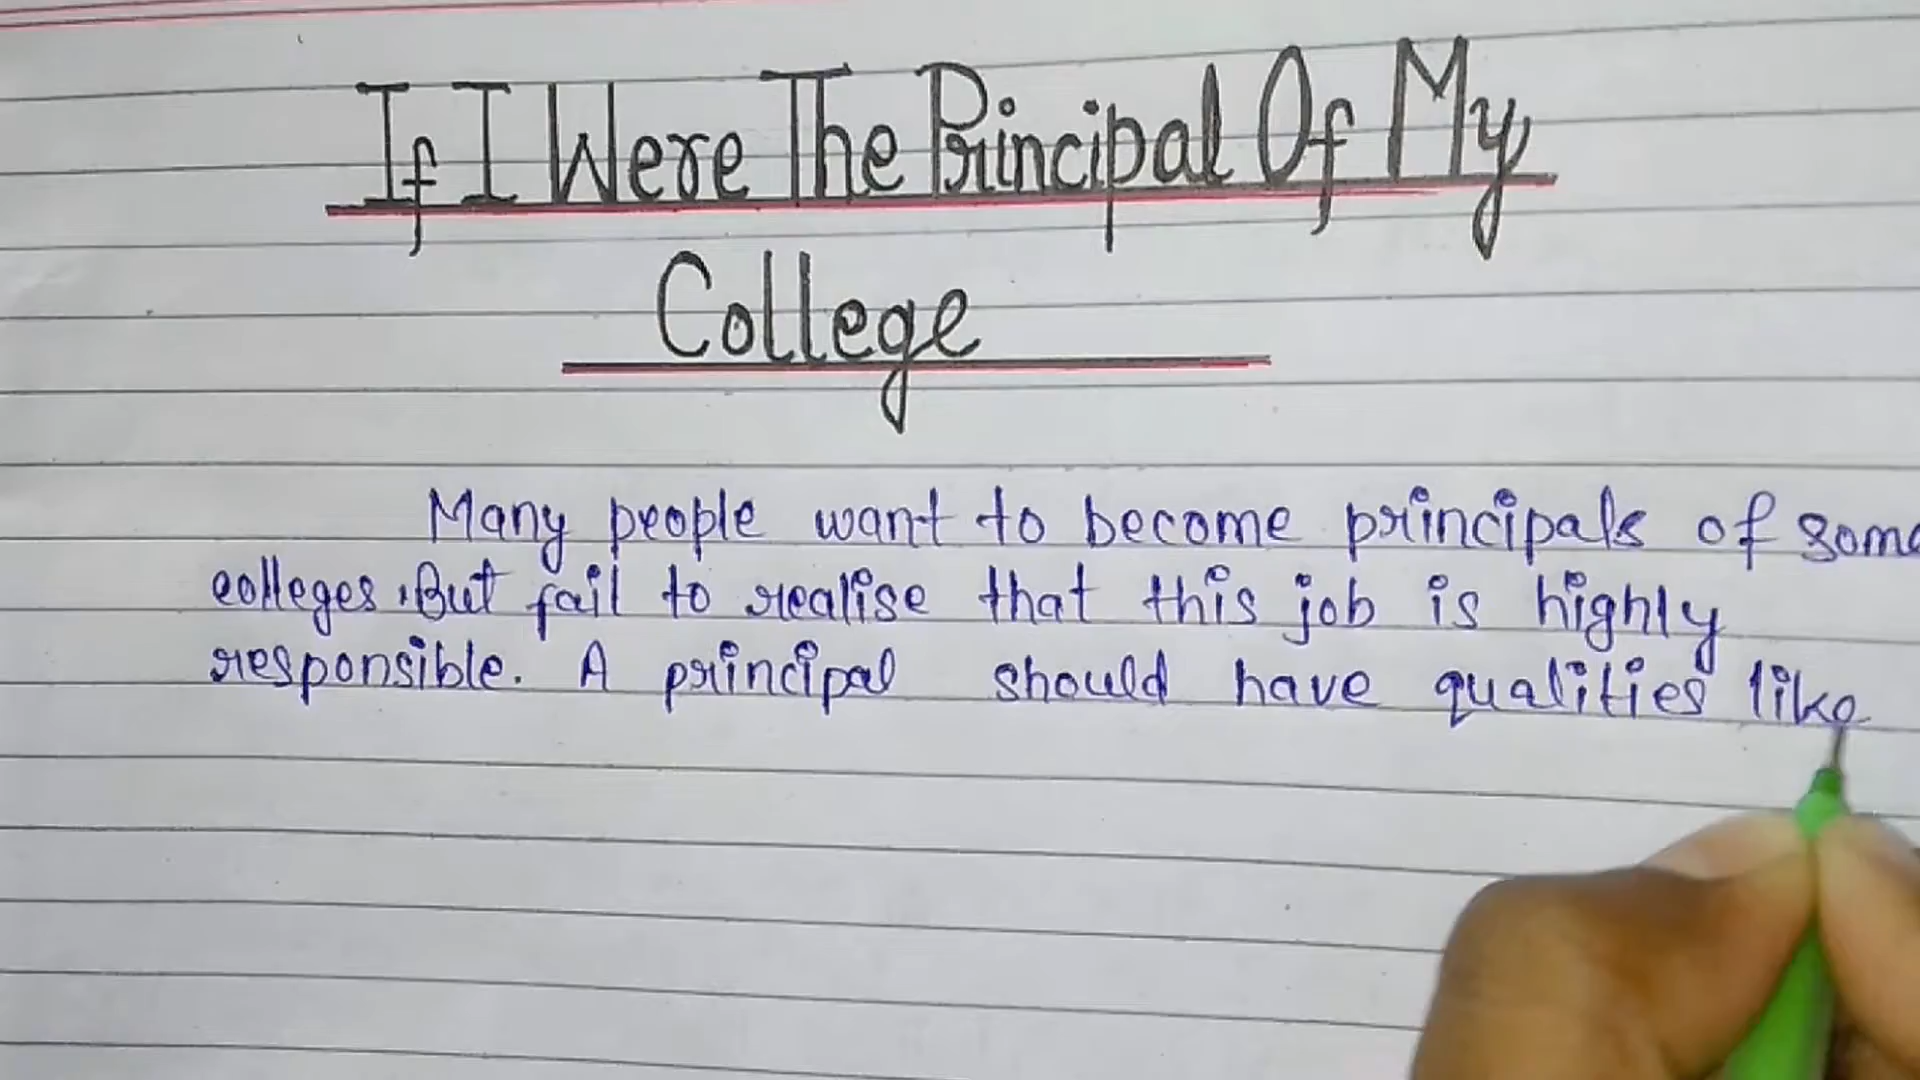 If I Were The Principal Of My
College
Many people want to become principals of some
colleges. But fail to realise that this job is highly
responsible. A principal should have qualities like